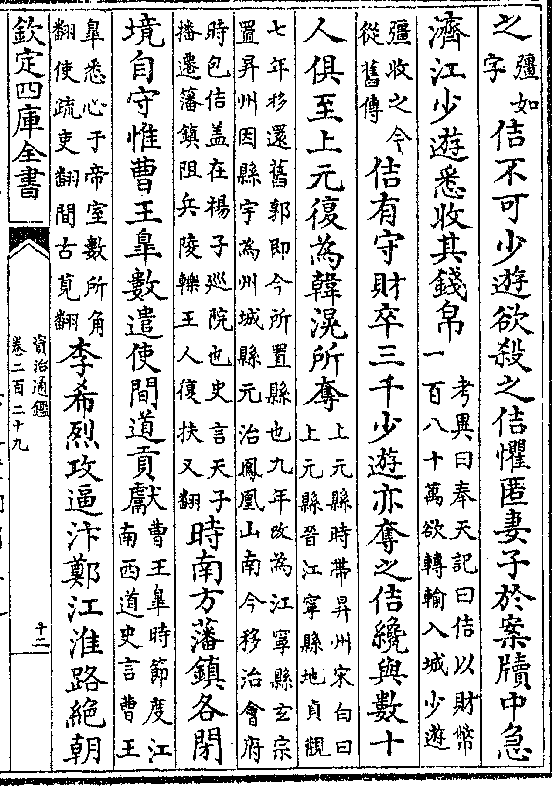 之彊如字佶不可少遊欲殺之佶懼匿妻子於案牘中急
濟江少遊悉收其錢帛考異曰奉天記曰佶以財幣一百八十萬欲轉輸入城少遊
彊收之今從舊傳佶有守財卒三千少遊亦奪之佶纔與數十
人俱至上元復為韓滉所奪上元縣時帶昇州宋白曰上元縣晉江寧縣地貞觀
七年移還舊郭即今所置縣也九年改為江寧縣玄宗置昇州因縣宇為州城縣元治鳳凰山南今移治會府
時包佶盖在楊子巡院也史言天子播遷藩鎮阻兵陵轢王人復扶又翻時南方藩鎮各閉
境自守惟曹王臯數遣使間道貢獻曹王臯時節度江南西道史言曹王
臯悉心于帝室數所角翻使疏吏翻間古莧翻李希烈攻逼汴鄭江淮路絶朝
欽定四庫全書
資治通鑑
卷二百二十九
十二